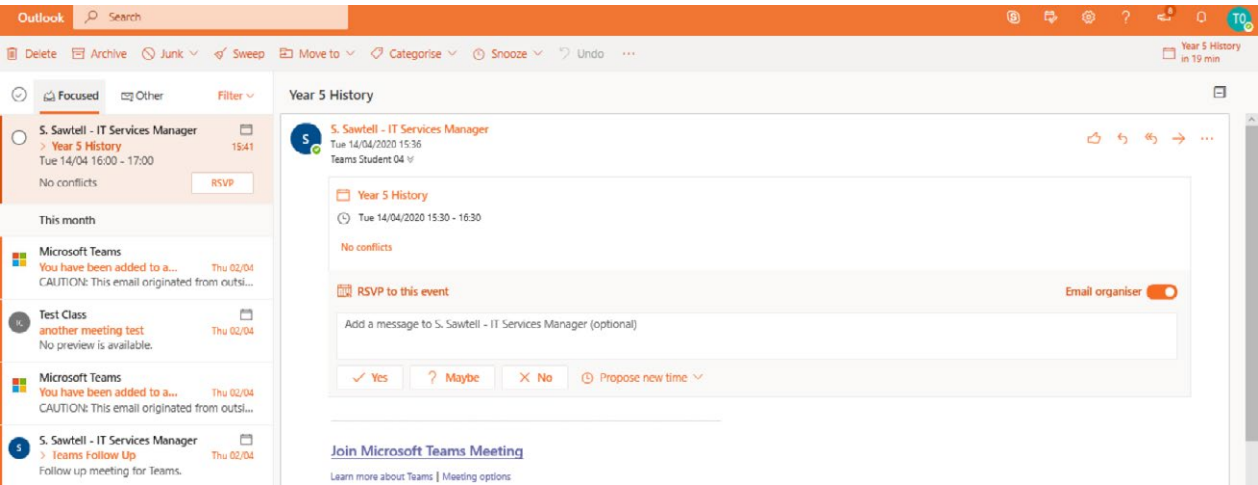 Outlook Search
8
TO
Delete Archive Junk Sweep Move to Categorise Snooze Undo ...
Year 5 History
in 19 min
Focused Other Filter
S. Sawtell - IT Services Manager
> Year 5 History 15:41
Tue 14/04 16:00 - 17:00
No conflicts RSVP
This month
Microsoft Teams
You have been added to a... Thu 02/04
CAUTION: This email originated from outsi...
Test Class
another meeting test Thu 02/04
No preview is available.
Microsoft Teams
You have been added to a... Thu 02/04
CAUTION: This email originated from outsi...
S. Sawtell - IT Services Manager
> Teams Follow Up Thu 02/04
Follow up meeting for Teams.
Year 5 History
S
S. Sawtell - IT Services Manager
Tue 14/04/2020 15:36
Teams Student 04
Year 5 History
Tue 14/04/2020 15:30 - 16:30
No conflicts
RSVP to this event Email organiser
Add a message to S. Sawtell - IT Services Manager (optional)
Yes ? Maybe No Propose new time
Join Microsoft Teams Meeting
Learn more about Teams | Meeting options